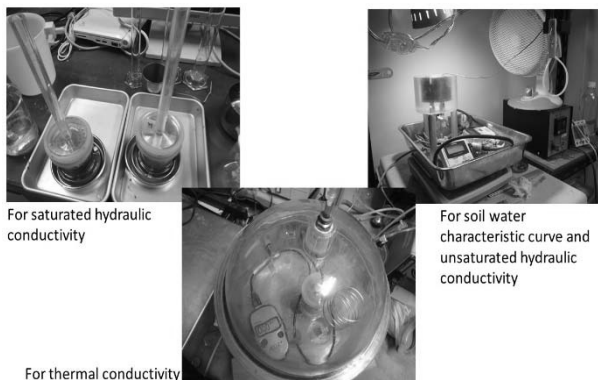 For saturated hydraulic
conductivity
For soil water
characteristic curve and
unsaturated hydraulic
conductivity
For thermal conductivity